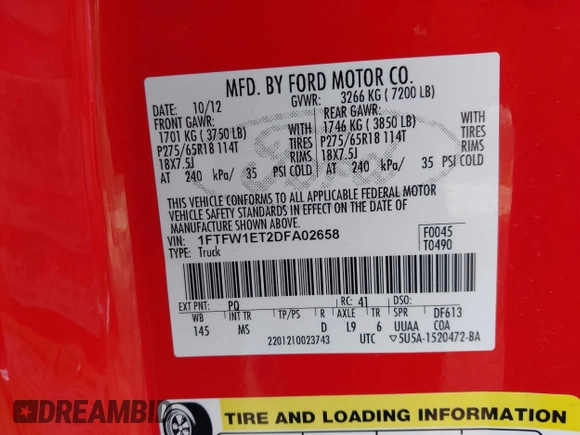 MFD. BY FORD MOTOR CO.
DATE: 10/12 GVWR: 3266 KG ( 7200 LB)
FRONT GAWR: REAR GAWR:
1701 KG ( 3750 LB) WITH 1746 KG ( 3850 LB) WITH
P275/65R18 114T TIRES P275/65R18 114T TIRES
18X7.5J RIMS 18X7.5J RIMS
AT 240 kPa/ 35 PSI COLD AT 240 kPa/ 35 PSI COLD
Ford
THIS VEHICLE CONFORMS TO ALL APPLICABLE FEDERAL MOTOR
VEHICLE SAFETY STANDARDS IN EFFECT ON THE DATE OF
MANUFACTURE SHOWN ABOVE.
VIN: 1FTFW1ET2DFA02658 F0045
TYPE: Truck T0490
EXT PNT: PQ RC: 41 DSO:
WB INT TR TP/PS R AXLE TR SPR DF613
145 MS D L9 6 UUAA COA
2201210023743 UTC ▽5U5A-1520472-BA
TIRE AND LOADING INFORMATION
DREAMBID